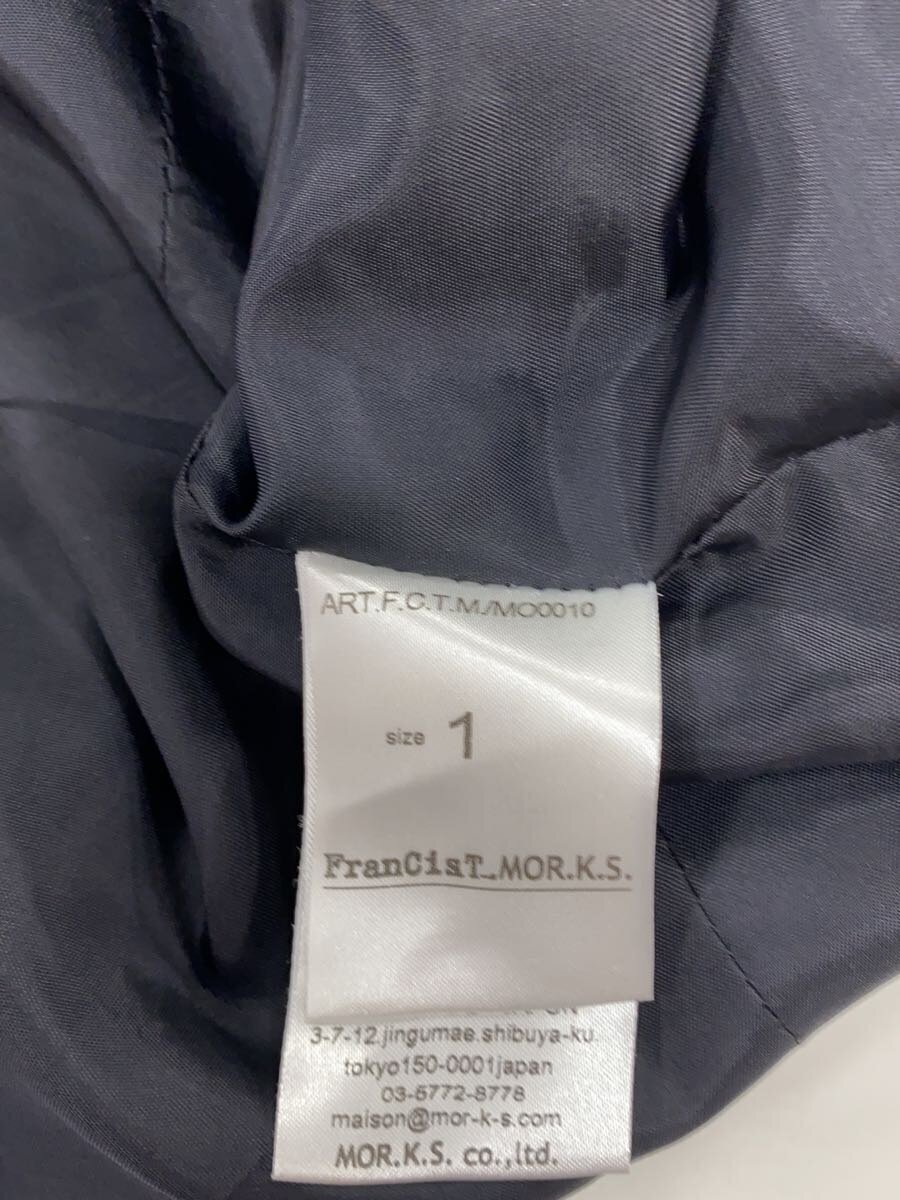 ART.F.C.T.M./MO0010
size 1
FranCisT_MOR.K.S.
3-7-12.jingumae.shibuya-ku.
tokyo150-0001japan
03-5772-8778
maison@mor-k-s.com
MOR.K.S. co.,ltd.